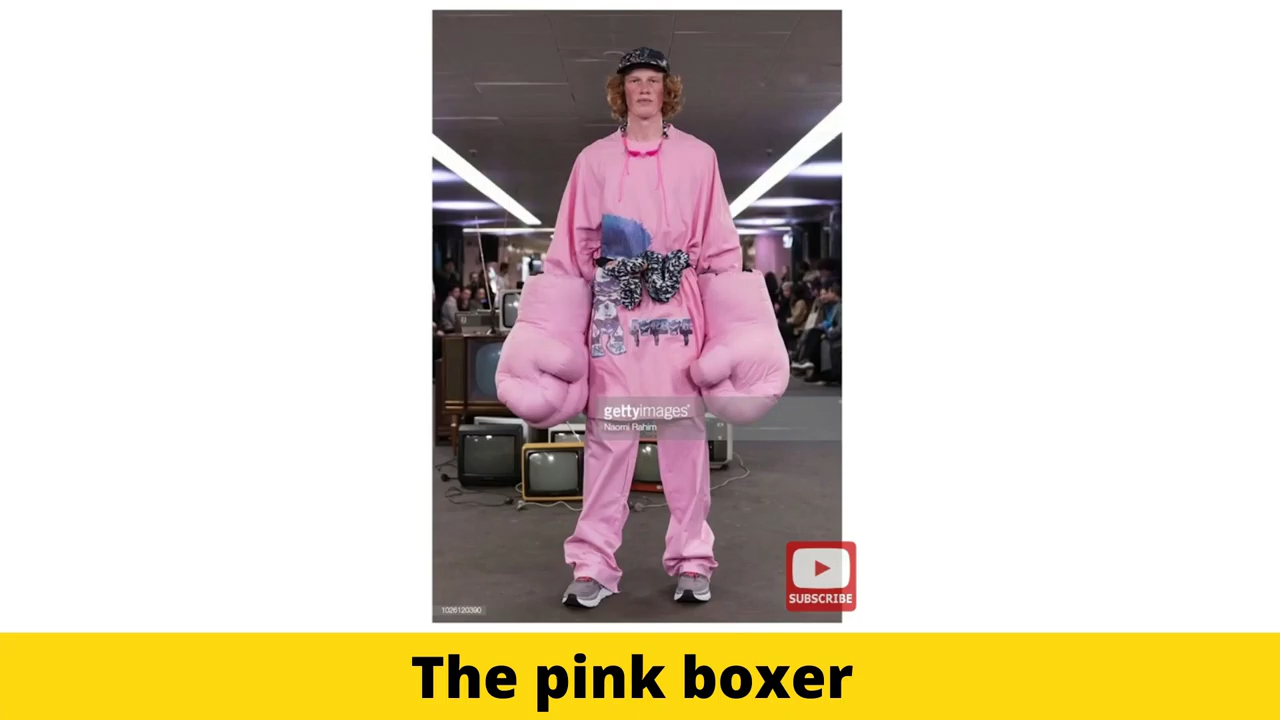 gettyimages®
Naomi Rahim
1026120390
SUBSCRIBE
The pink boxer